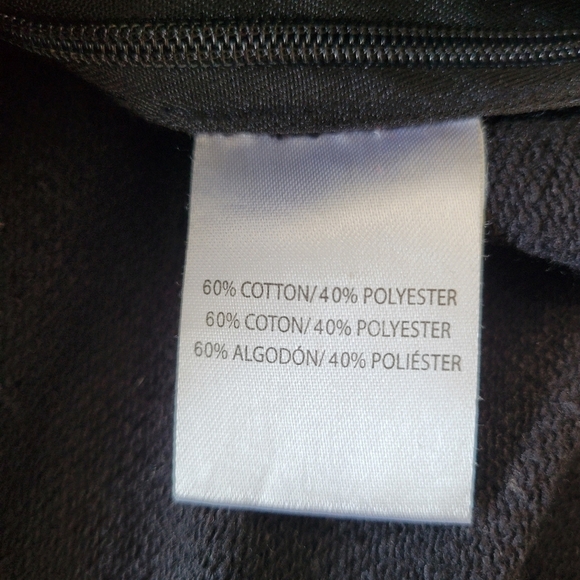 60% COTTON/40% POLYESTER
60% COTON/40% POLYESTER
60% ALGODÓN/40% POLIÉSTER